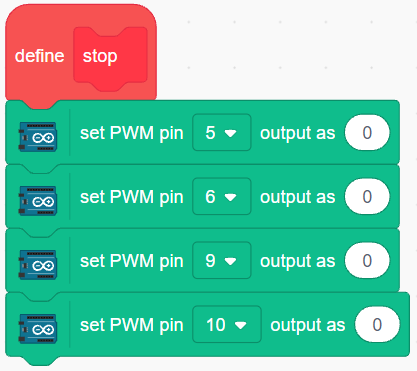 define stop
set PWM pin 5 output as 0
set PWM pin 6 output as 0
set PWM pin 9 output as 0
set PWM pin 10 output as 0